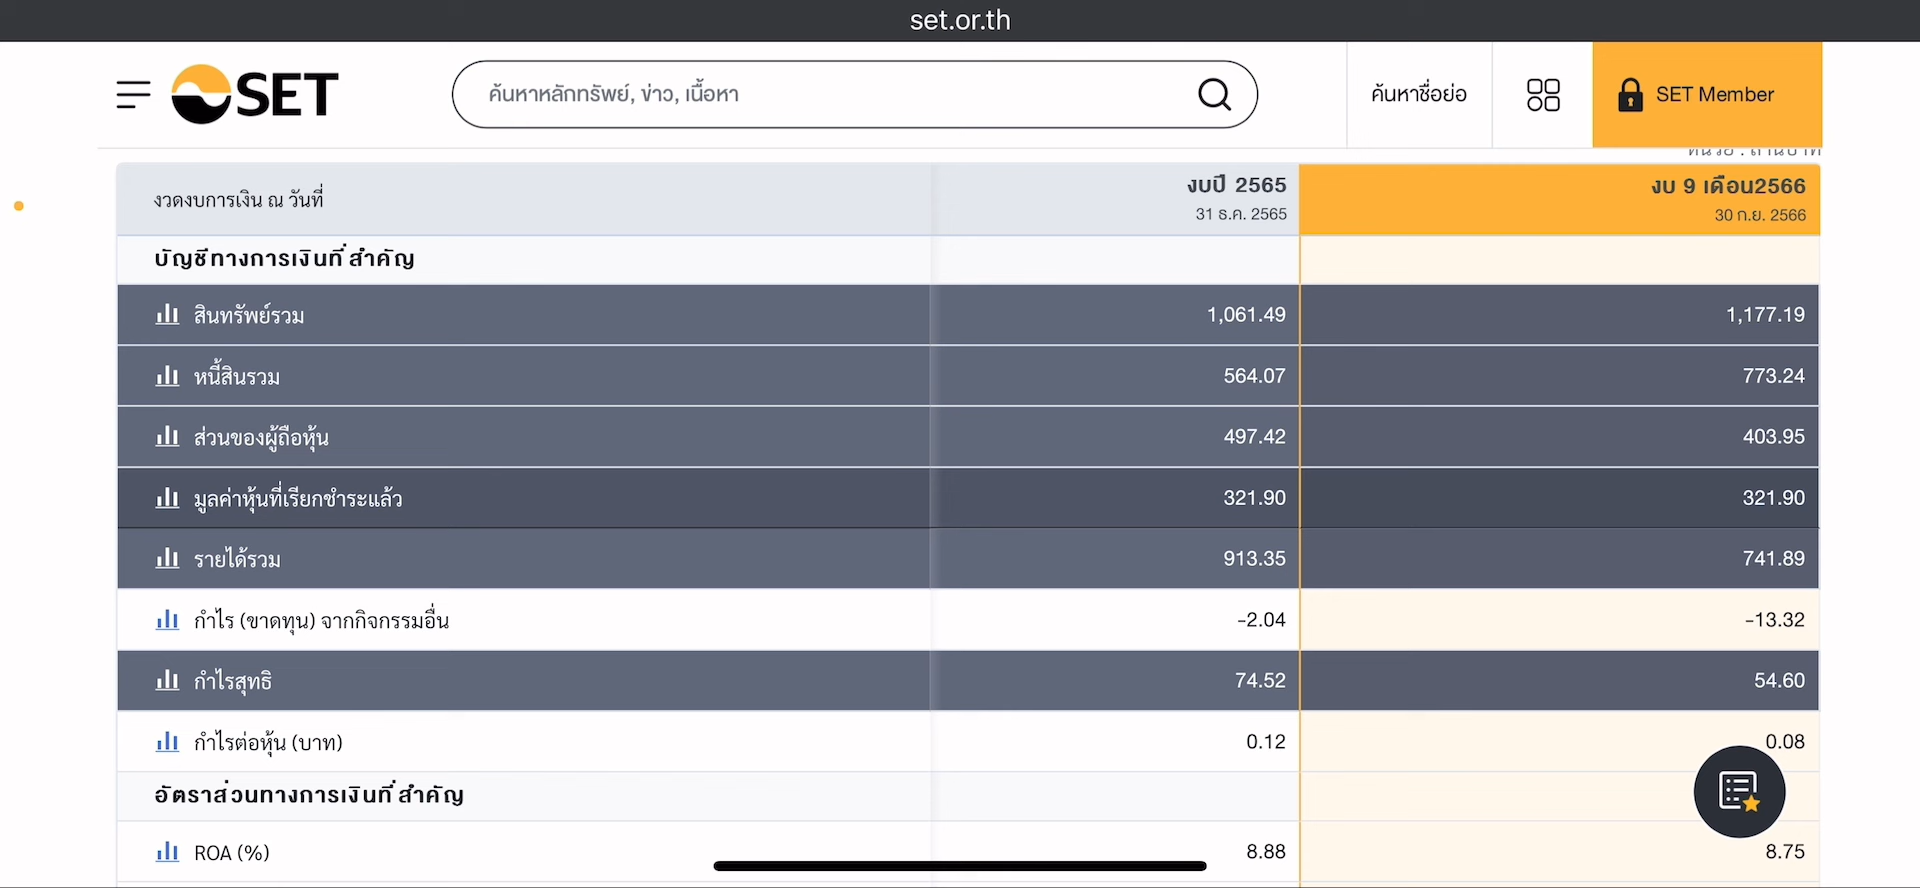 set.or.th
SET
ค้นหาหลักทรัพย์, ข่าว, เนื้อหา
ค้นหาชื่อย่อ
SET Member
งวดงบการเงิน ณ วันที่
งบปี 2565
31 ธ.ค. 2565
งบ 9 เดือน2566
30 ก.ย. 2566
บัญชีทางการเงินที่สำคัญ
สินทรัพย์รวม 1,061.49 1,177.19
หนี้สินรวม 564.07 773.24
ส่วนของผู้ถือหุ้น 497.42 403.95
มูลค่าหุ้นที่เรียกชำระแล้ว 321.90 321.90
รายได้รวม 913.35 741.89
กำไร (ขาดทุน) จากกิจกรรมอื่น -2.04 -13.32
กำไรสุทธิ 74.52 54.60
กำไรต่อหุ้น (บาท) 0.12 0.08
อัตราส่วนทางการเงินที่สำคัญ
ROA (%) 8.88 8.75